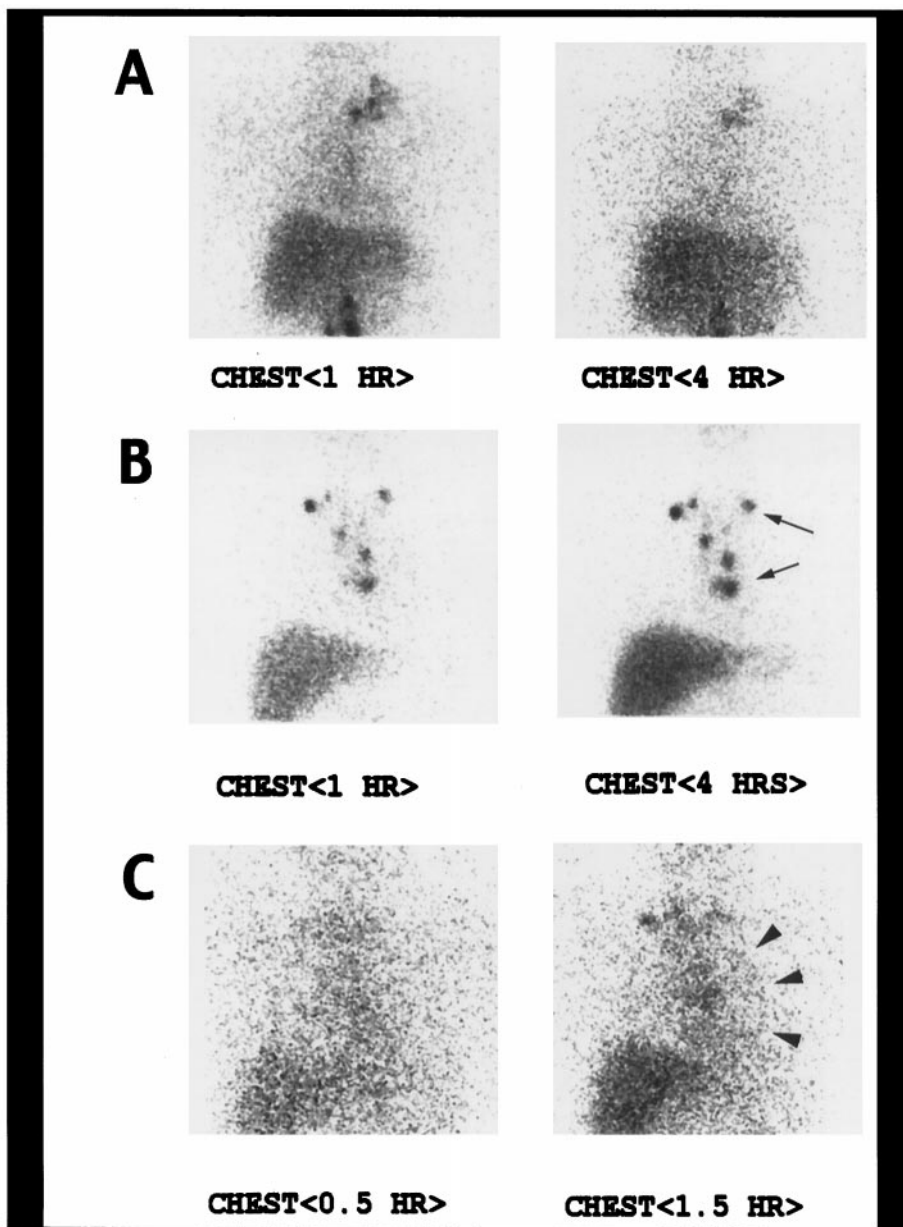 A
CHEST<1 HR> CHEST<4 HR>
B
CHEST<1 HR> CHEST<4 HRS>
C
CHEST<0.5 HR> CHEST<1.5 HR>